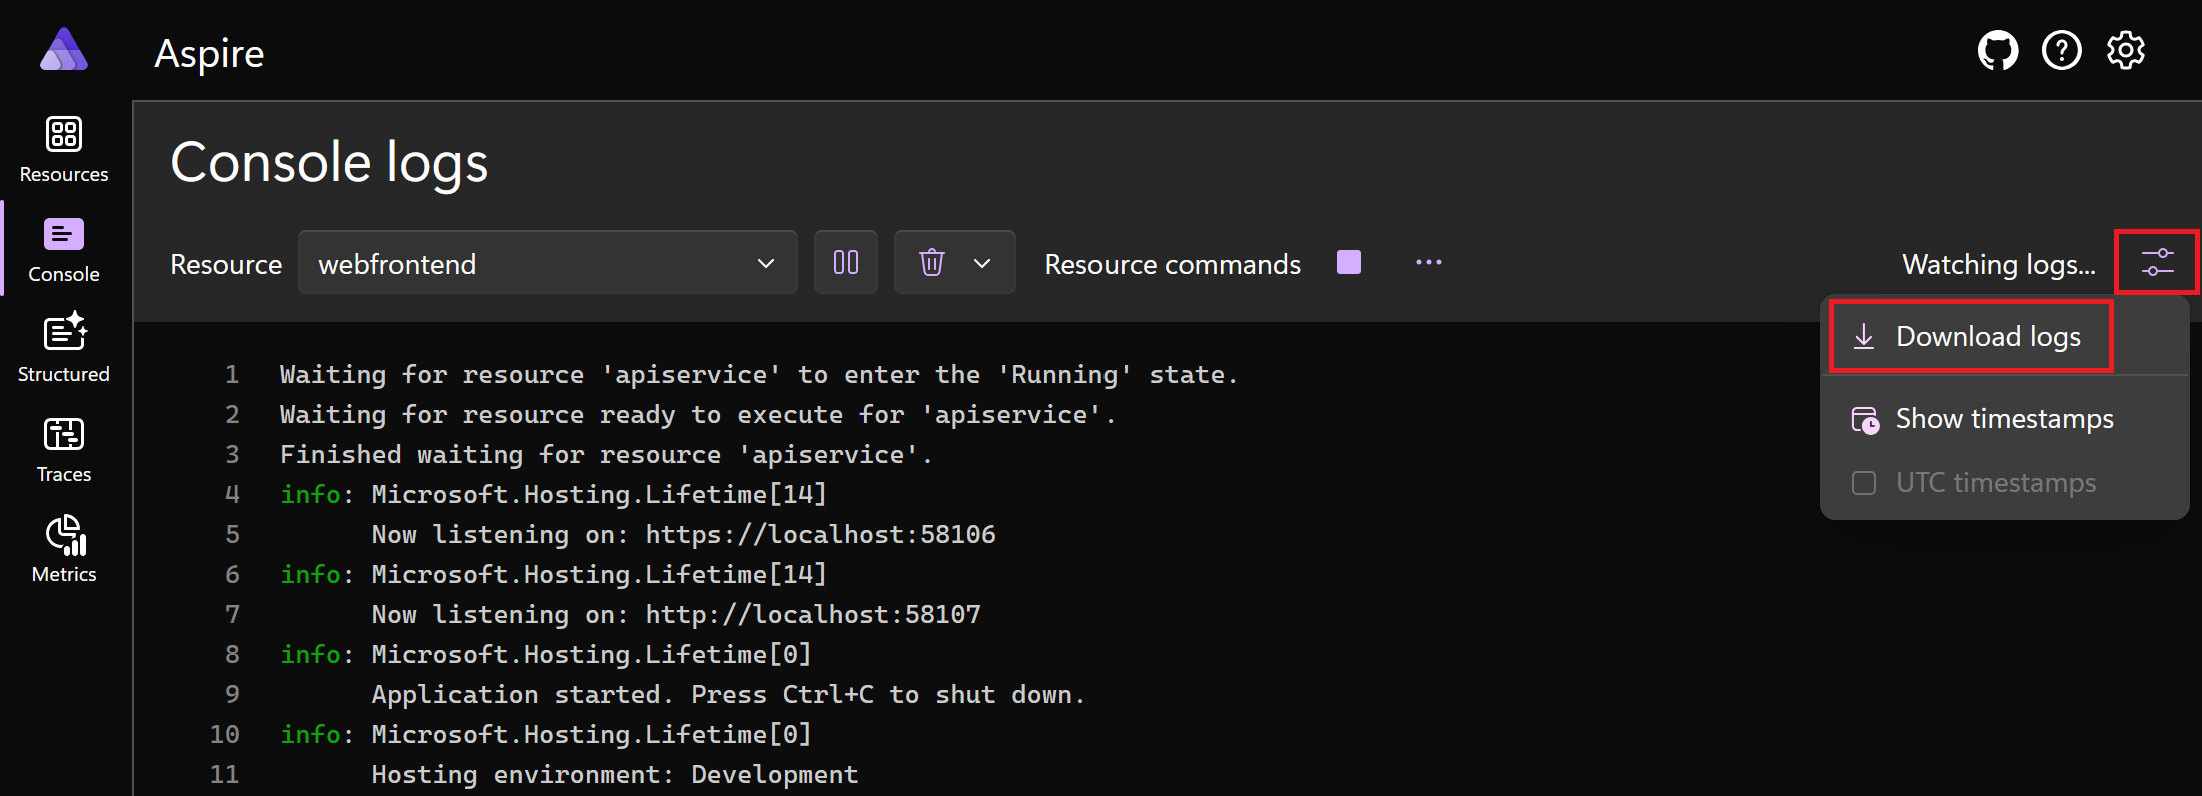 Aspire
Resources
Console
Structured
Traces
Metrics
Console logs
Resource webfrontend Resource commands Watching logs...
Download logs
Show timestamps
UTC timestamps
1 Waiting for resource 'apiservice' to enter the 'Running' state.
2 Waiting for resource ready to execute for 'apiservice'.
3 Finished waiting for resource 'apiservice'.
4 info: Microsoft.Hosting.Lifetime[14]
5 Now listening on: https://localhost:58106
6 info: Microsoft.Hosting.Lifetime[14]
7 Now listening on: http://localhost:58107
8 info: Microsoft.Hosting.Lifetime[0]
9 Application started. Press Ctrl+C to shut down.
10 info: Microsoft.Hosting.Lifetime[0]
11 Hosting environment: Development